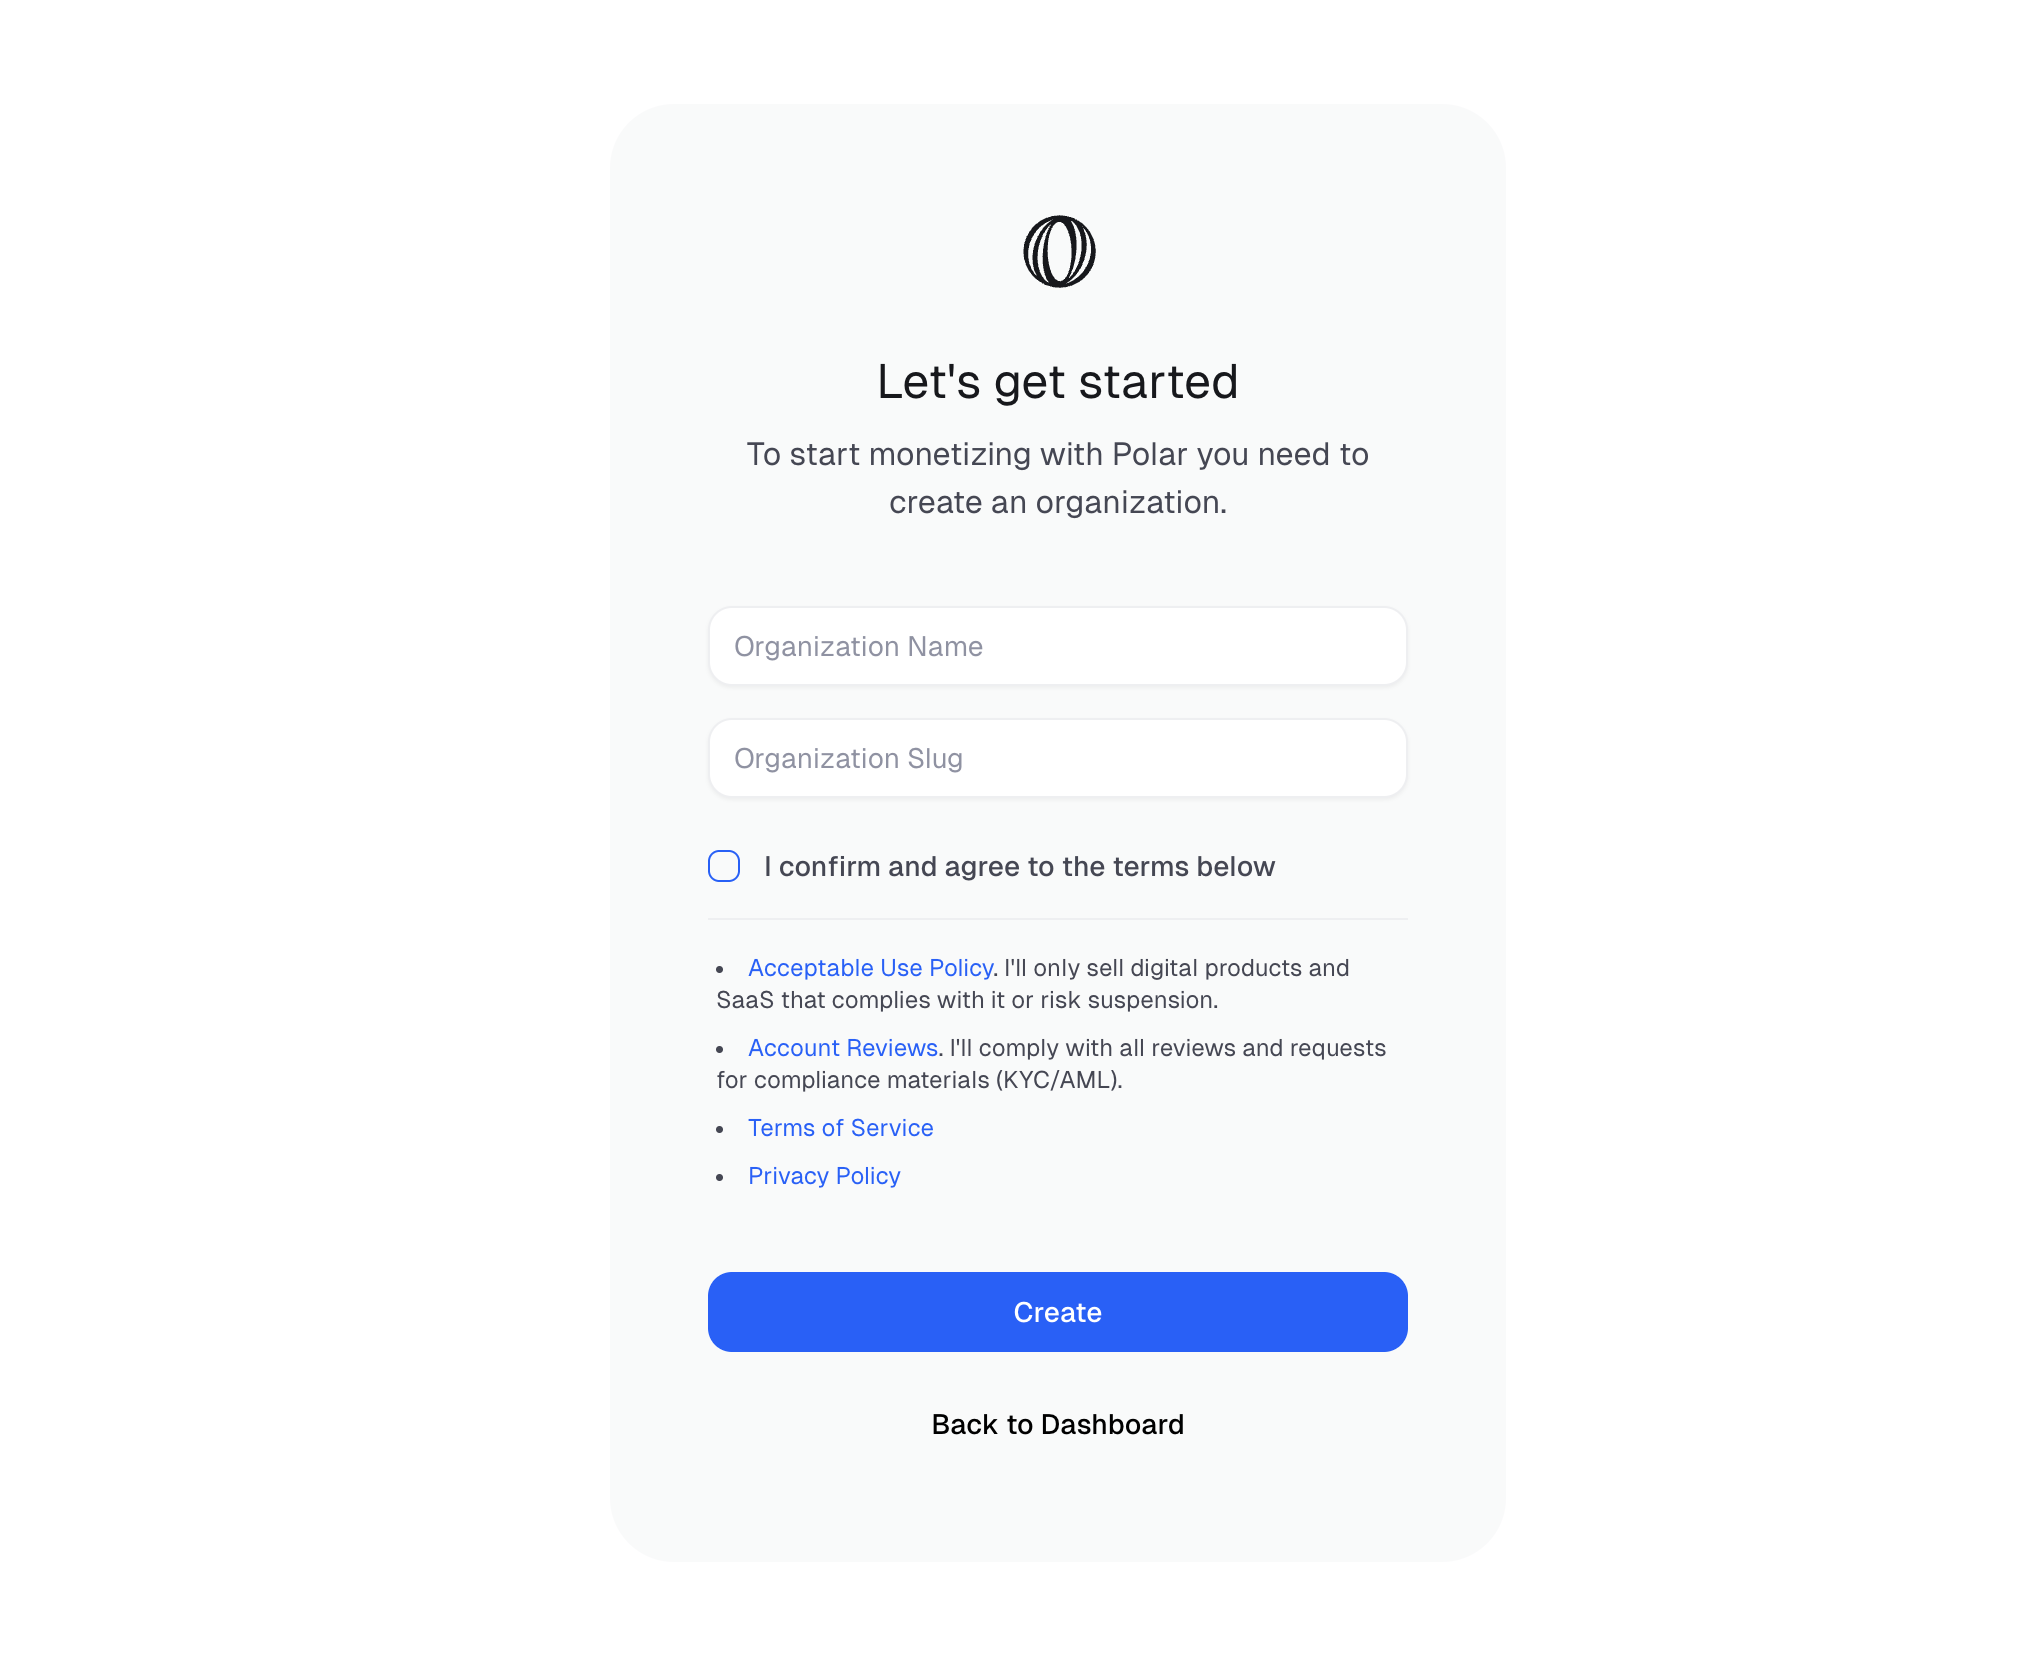 Let's get started
To start monetizing with Polar you need to
create an organization.
Organization Name
Organization Slug
I confirm and agree to the terms below
• Acceptable Use Policy. I'll only sell digital products and
SaaS that complies with it or risk suspension.
• Account Reviews. I'll comply with all reviews and requests
for compliance materials (KYC/AML).
• Terms of Service
• Privacy Policy
Create
Back to Dashboard